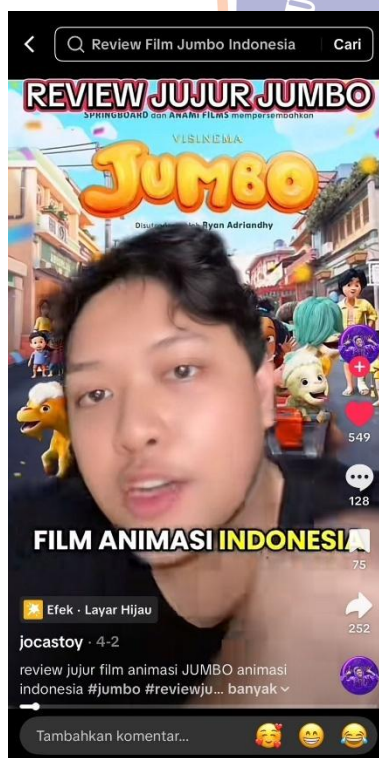 Review Film Jumbo Indonesia
Cari
REVIEW JUJUR JUMBO
SPRINGBOARD dan ANAMI FILMS mempersembahkan
VISINEMA
JUMBO
Ryan Adriandhy
549
128
FILM ANIMASI INDONESIA
75
Efek · Layar Hijau
252
jocastoy · 4-2
review jujur film animasi JUMBO animasi
indonesia #jumbo #reviewju... banyak
Tambahkan komentar...